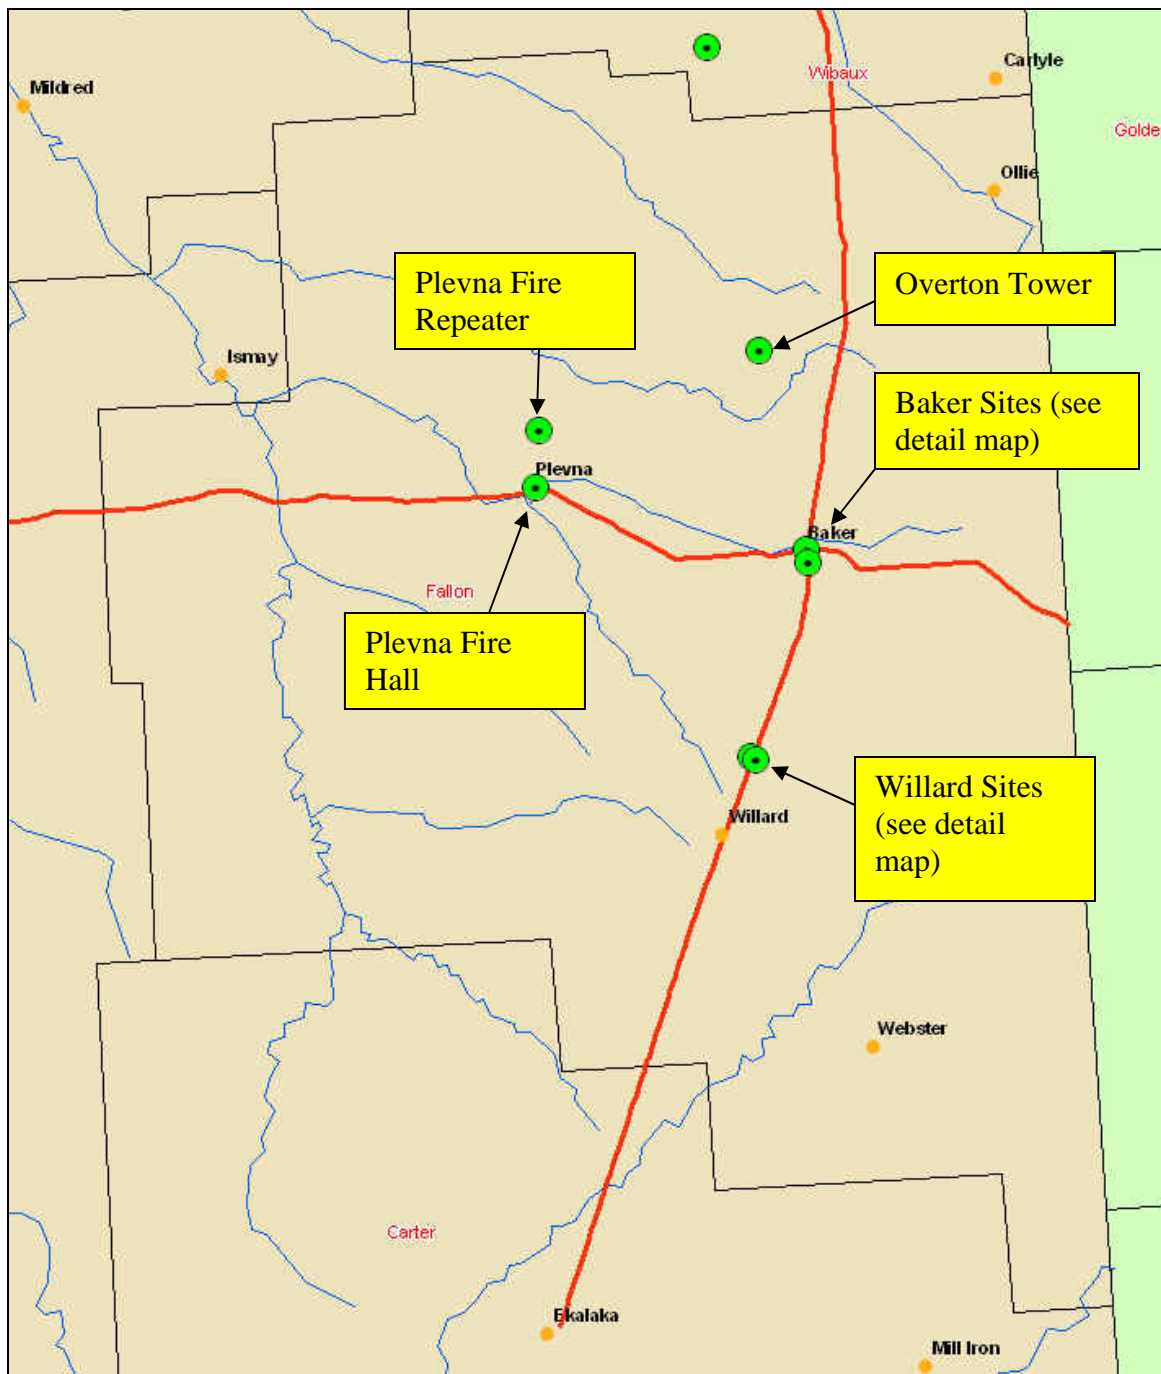 Carlyle
Wibaux
Mildred
Golde
Ollie
Plevna Fire
Repeater
Overton Tower
Ismay
Baker Sites (see
detail map)
Plevna
Baker
Fallon
Plevna Fire
Hall
Willard Sites
(see detail
map)
Willard
Webster
Carter
Ekalaka
Mill Iron